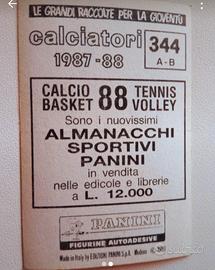 LE GRANDI RACCOLTE PER LA GIOVENTÙ
calciatori
1987-88
344
A-B
CALCIO 88 TENNIS
BASKET VOLLEY
Sono i nuovissimi
ALMANACCHI
SPORTIVI
PANINI
in vendita
nelle edicole e librerie
a L. 12.000
PANINI
FIGURINE AUTOADESIVE
Made in Italy by EDIZIONI PANINI S.p.A. Modena